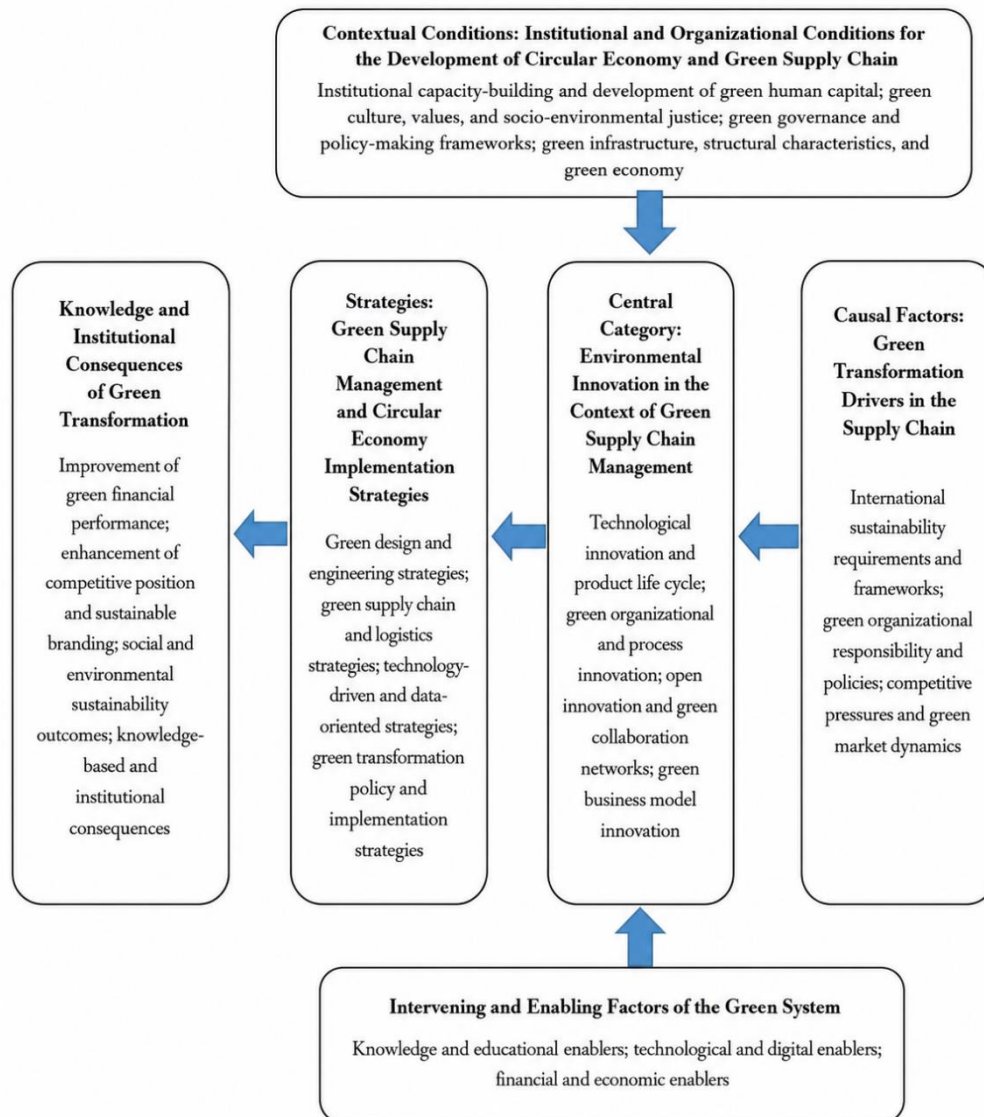 Contextual Conditions: Institutional and Organizational Conditions for
the Development of Circular Economy and Green Supply Chain
Institutional capacity-building and development of green human capital; green
culture, values, and socio-environmental justice; green governance and
policy-making frameworks; green infrastructure, structural characteristics, and
green economy
Knowledge and
Institutional
Consequences
of Green
Transformation
Improvement of
green financial
performance;
enhancement of
competitive position
and sustainable
branding; social and
environmental
sustainability
outcomes; knowledge-
based and
institutional
consequences
Strategies:
Green Supply
Chain
Management
and Circular
Economy
Implementation
Strategies
Green design and
engineering strategies;
green supply chain
and logistics
strategies; technology-
driven and data-
oriented strategies;
green transformation
policy and
implementation
strategies
Central
Category:
Environmental
Innovation in the
Context of Green
Supply Chain
Management
Technological
innovation and
product life cycle;
green organizational
and process
innovation; open
innovation and green
collaboration
networks; green
business model
innovation
Causal Factors:
Green
Transformation
Drivers in the
Supply Chain
International
sustainability
requirements and
frameworks;
green organizational
responsibility and
policies; competitive
pressures and green
market dynamics
Intervening and Enabling Factors of the Green System
Knowledge and educational enablers; technological and digital enablers;
financial and economic enablers